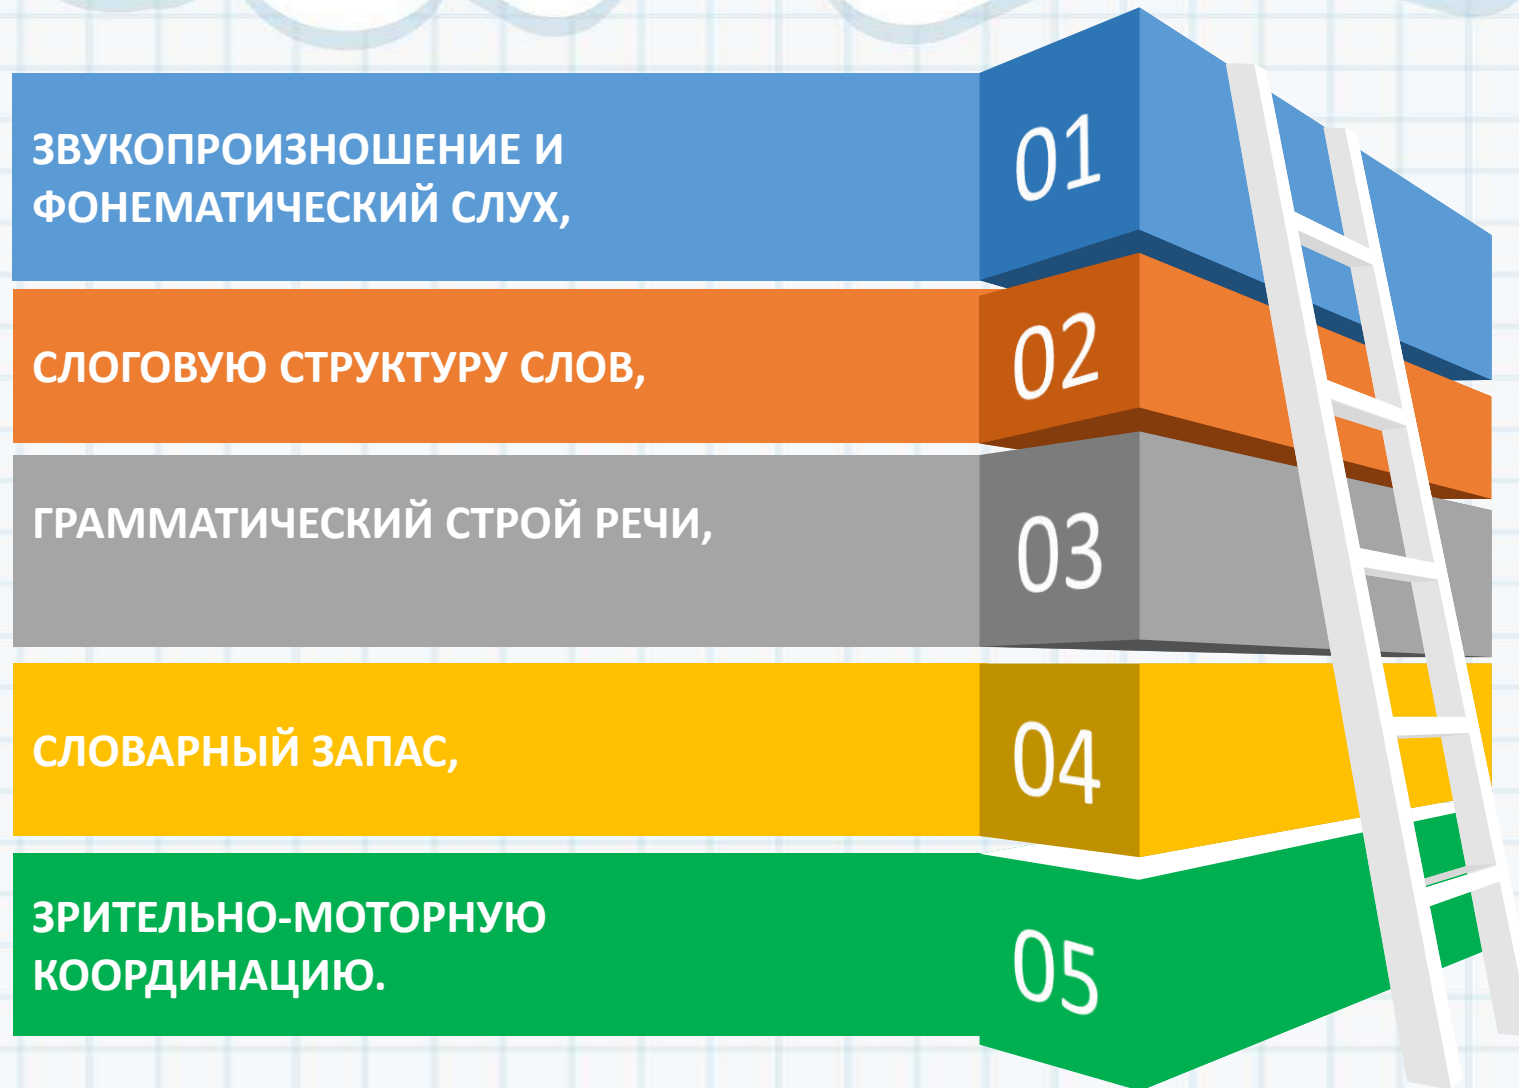 ЗВУКОПРОИЗНОШЕНИЕ И
ФОНЕМАТИЧЕСКИЙ СЛУХ,
01
СЛОГОВУЮ СТРУКТУРУ СЛОВ,
02
ГРАММАТИЧЕСКИЙ СТРОЙ РЕЧИ,
03
СЛОВАРНЫЙ ЗАПАС,
04
ЗРИТЕЛЬНО-МОТОРНУЮ
КООРДИНАЦИЮ.
05